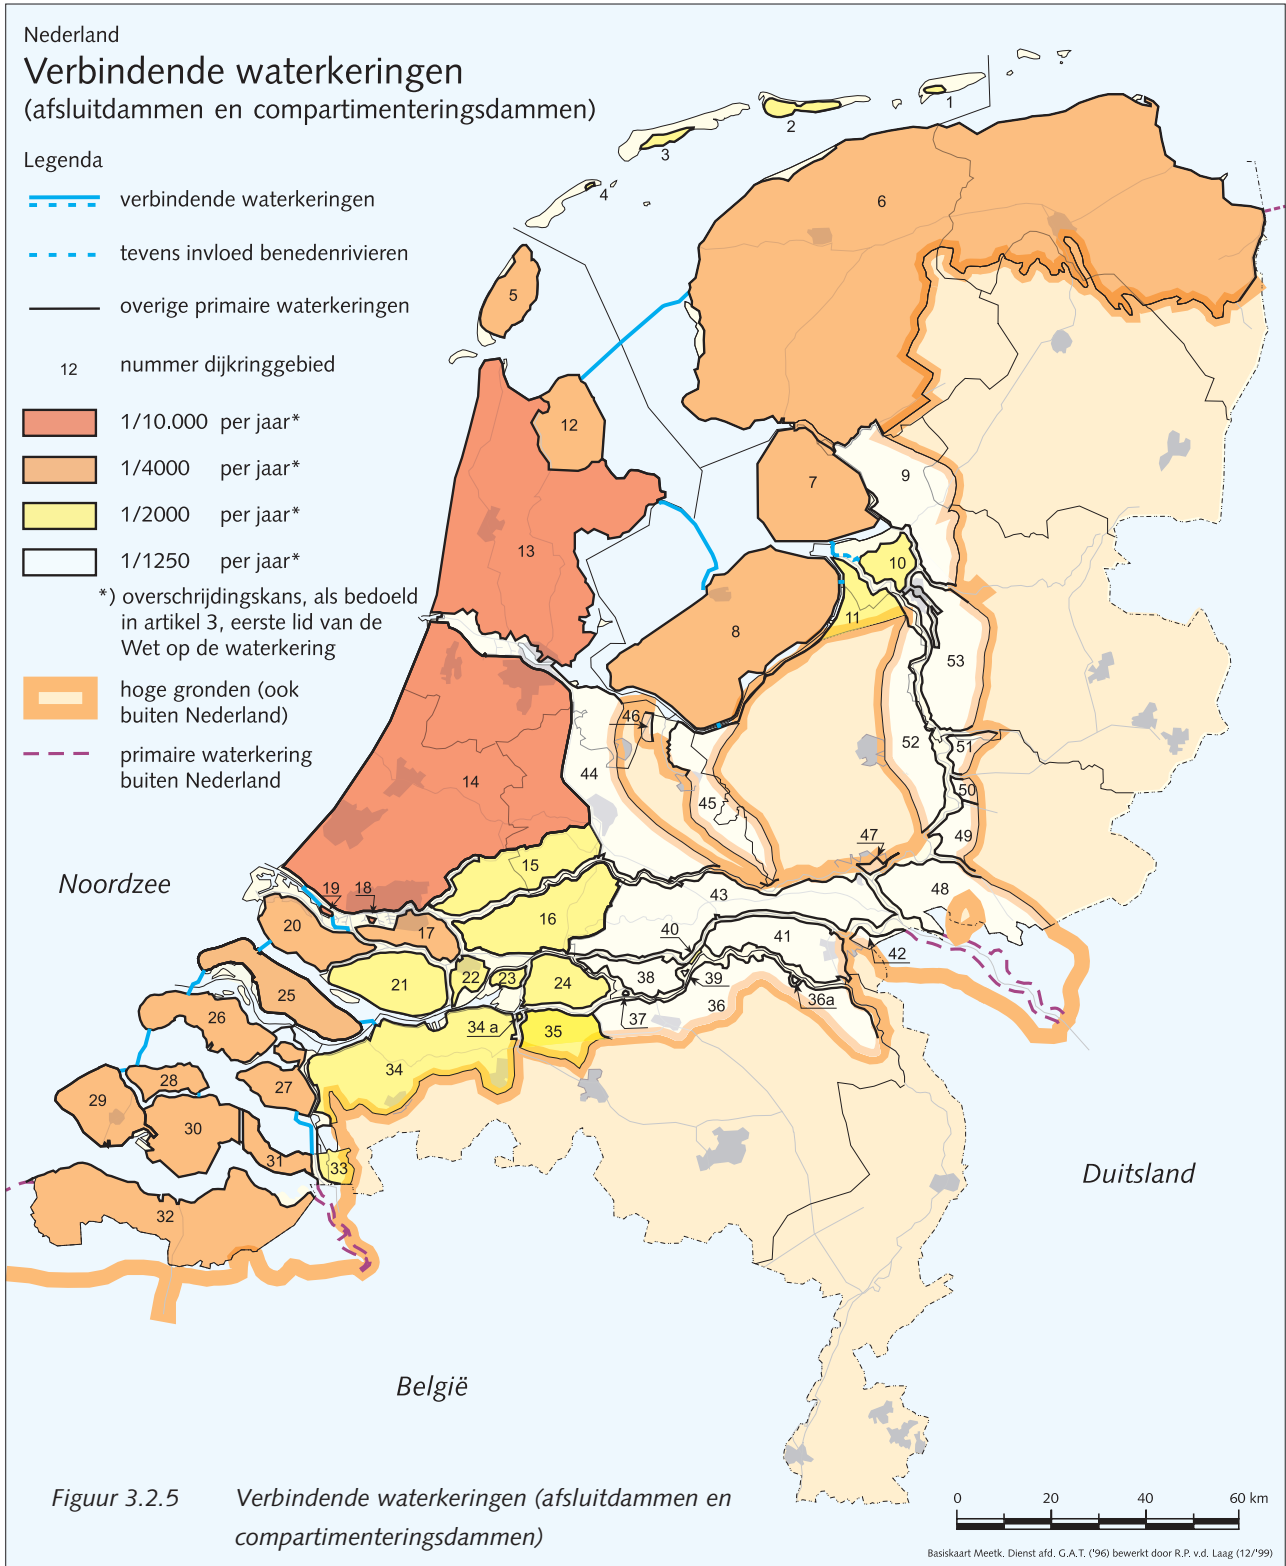 Nederland
Verbindende waterkeringen
(afsluitdammen en compartimenteringsdammen)
Legenda
verbindende waterkeringen
tevens invloed benedenrivieren
overige primaire waterkeringen
12 nummer dijkringgebied
1/10.000 per jaar*
1/4000 per jaar*
1/2000 per jaar*
1/1250 per jaar*
*) overschrijdingskans, als bedoeld
in artikel 3, eerste lid van de
Wet op de waterkering
hoge gronden (ook
buiten Nederland)
primaire waterkering
buiten Nederland
1
2
3
4
5
6
7
8
9
10
11
12
13
14
15
16
17
18
19
20
21
22
23
24
25
26
27
28
29
30
31
32
33
34
34 a
35
36
36a
37
38
39
40
41
42
43
44
45
46
47
48
49
50
51
52
53
Noordzee
Duitsland
België
Figuur 3.2.5 Verbindende waterkeringen (afsluitdammen en
compartimenteringsdammen)
0 20 40 60 km
Basiskaart Meetk. Dienst afd. G.A.T. ('96) bewerkt door R.P. v.d. Laag (12/'99)